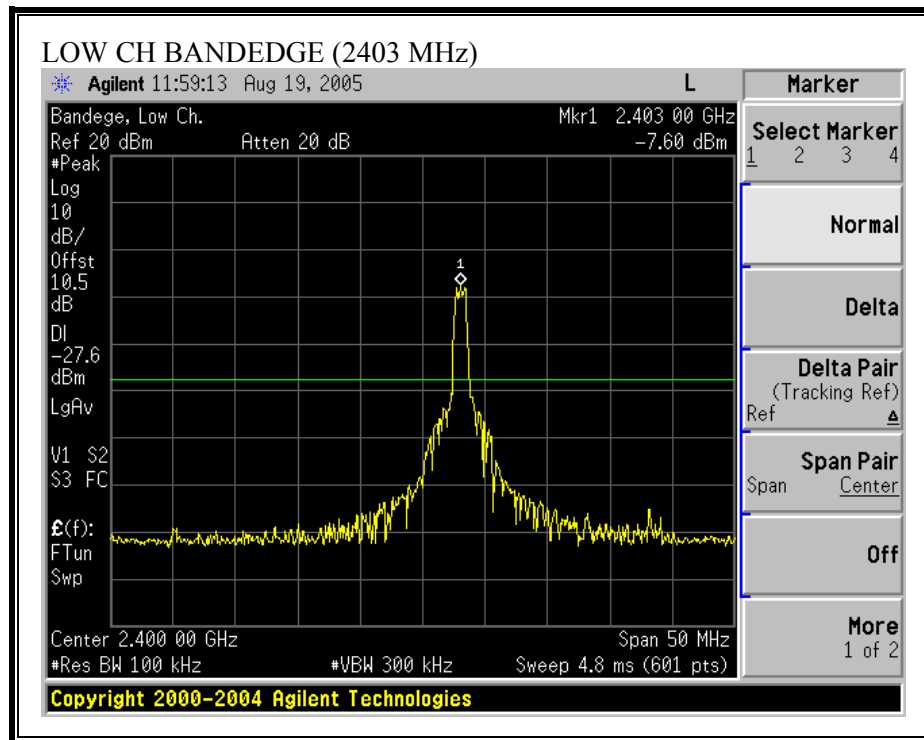 LOW CH BANDEDGE (2403 MHz)
Agilent 11:59:13 Aug 19, 2005 L
Bandege, Low Ch. Mkr1 2.403 00 GHz
Ref 20 dBm Atten 20 dB -7.60 dBm
#Peak
Log
10
dB/
Offst
10.5
dB
DI
-27.6
dBm
LgAv
V1 S2
S3 FC
£(f):
FTun
Swp
1
Center 2.400 00 GHz Span 50 MHz
#Res BW 100 kHz #VBW 300 kHz Sweep 4.8 ms (601 pts)
Copyright 2000-2004 Agilent Technologies
Marker
Select Marker
1 2 3 4
Normal
Delta
Delta Pair
(Tracking Ref)
Ref Δ
Span Pair
Span Center
Off
More
1 of 2